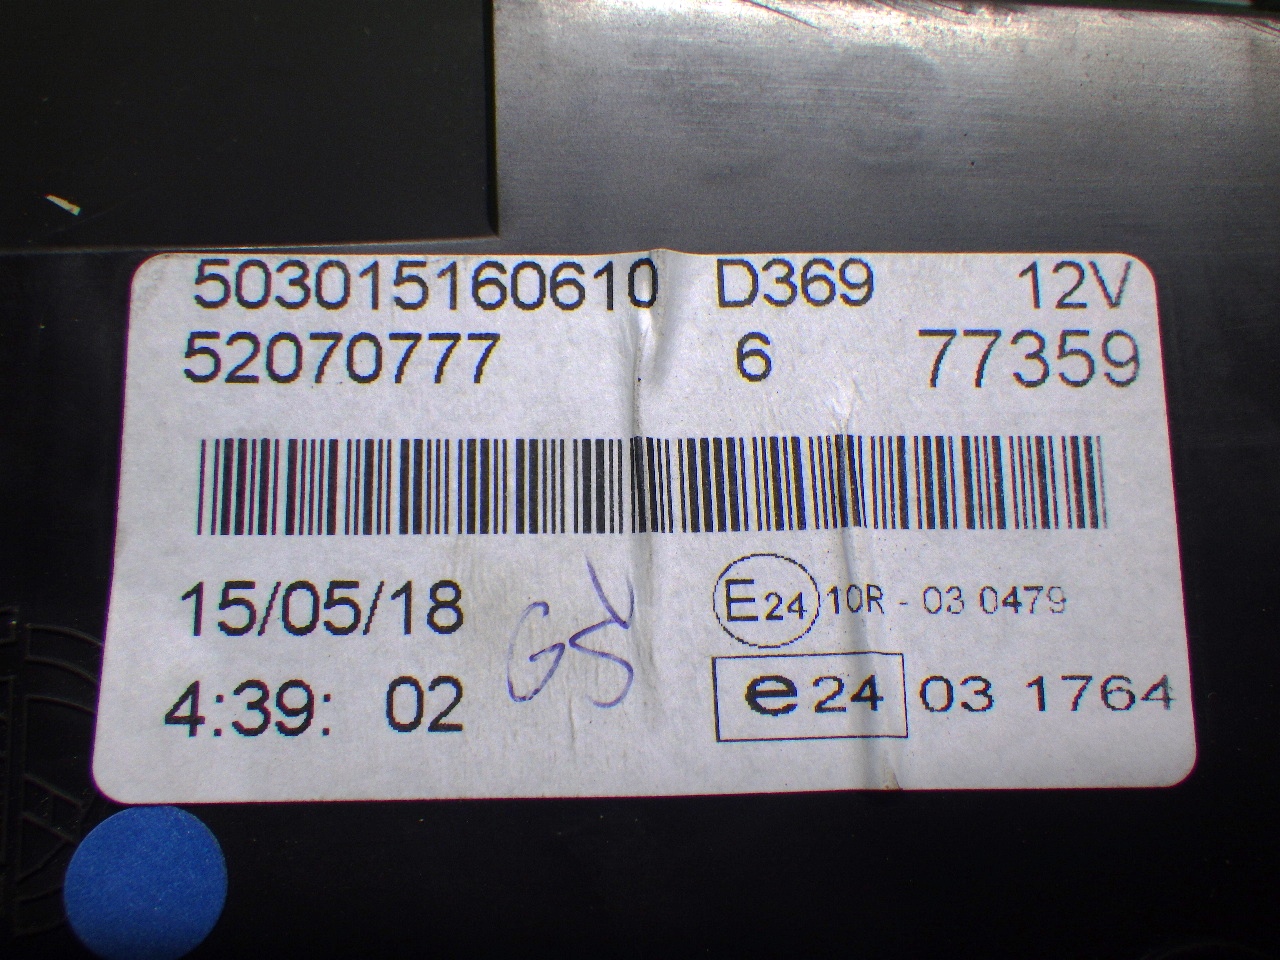 503015160610 D369 12V
52070777 6 77359
15/05/18 E24 10R - 03 0479
4:39: 02 e24 03 1764